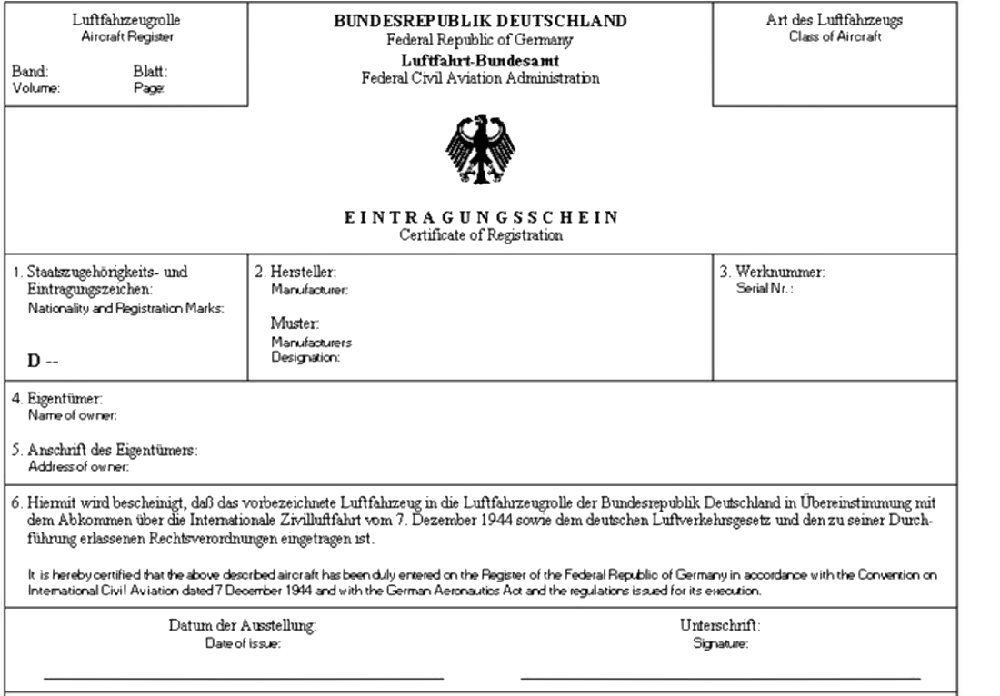 Luftfahrzeugrolle
Aircraft Register
Band: Blatt:
Volume: Page:
BUNDESREPUBLIK DEUTSCHLAND
Federal Republic of Germany
Luftfahrt-Bundesamt
Federal Civil Aviation Administration
Art des Luftfahrzeugs
Class of Aircraft
EINTRAGUNGSSCHEIN
Certificate of Registration
1. Staatszugehörigkeits- und
Eintragungszeichen:
Nationality and Registration Marks:
D --
2. Hersteller:
Manufacturer:
Muster:
Manufacturers
Designation:
3. Werknummer:
Serial Nr.:
4. Eigentümer:
Name of owner:
5. Anschrift des Eigentümers:
Address of owner:
6. Hiermit wird bescheinigt, daß das vorbezeichnete Luftfahrzeug in die Luftfahrzeugrolle der Bundesrepublik Deutschland in Übereinstimmung mit
dem Abkommen über die Internationale Zivilluftfahrt vom 7. Dezember 1944 sowie dem deutschen Luftverkehrsgesetz und den zu seiner Durch-
führung erlassenen Rechtsverordnungen eingetragen ist.
It is hereby certified that the above described aircraft has been duly entered on the Register of the Federal Republic of Germany in accordance with the Convention on
International Civil Aviation dated 7 December 1944 and with the German Aeronautics Act and the regulations issued for its execution.
Datum der Ausstellung:
Date of issue:
Unterschrift:
Signature: